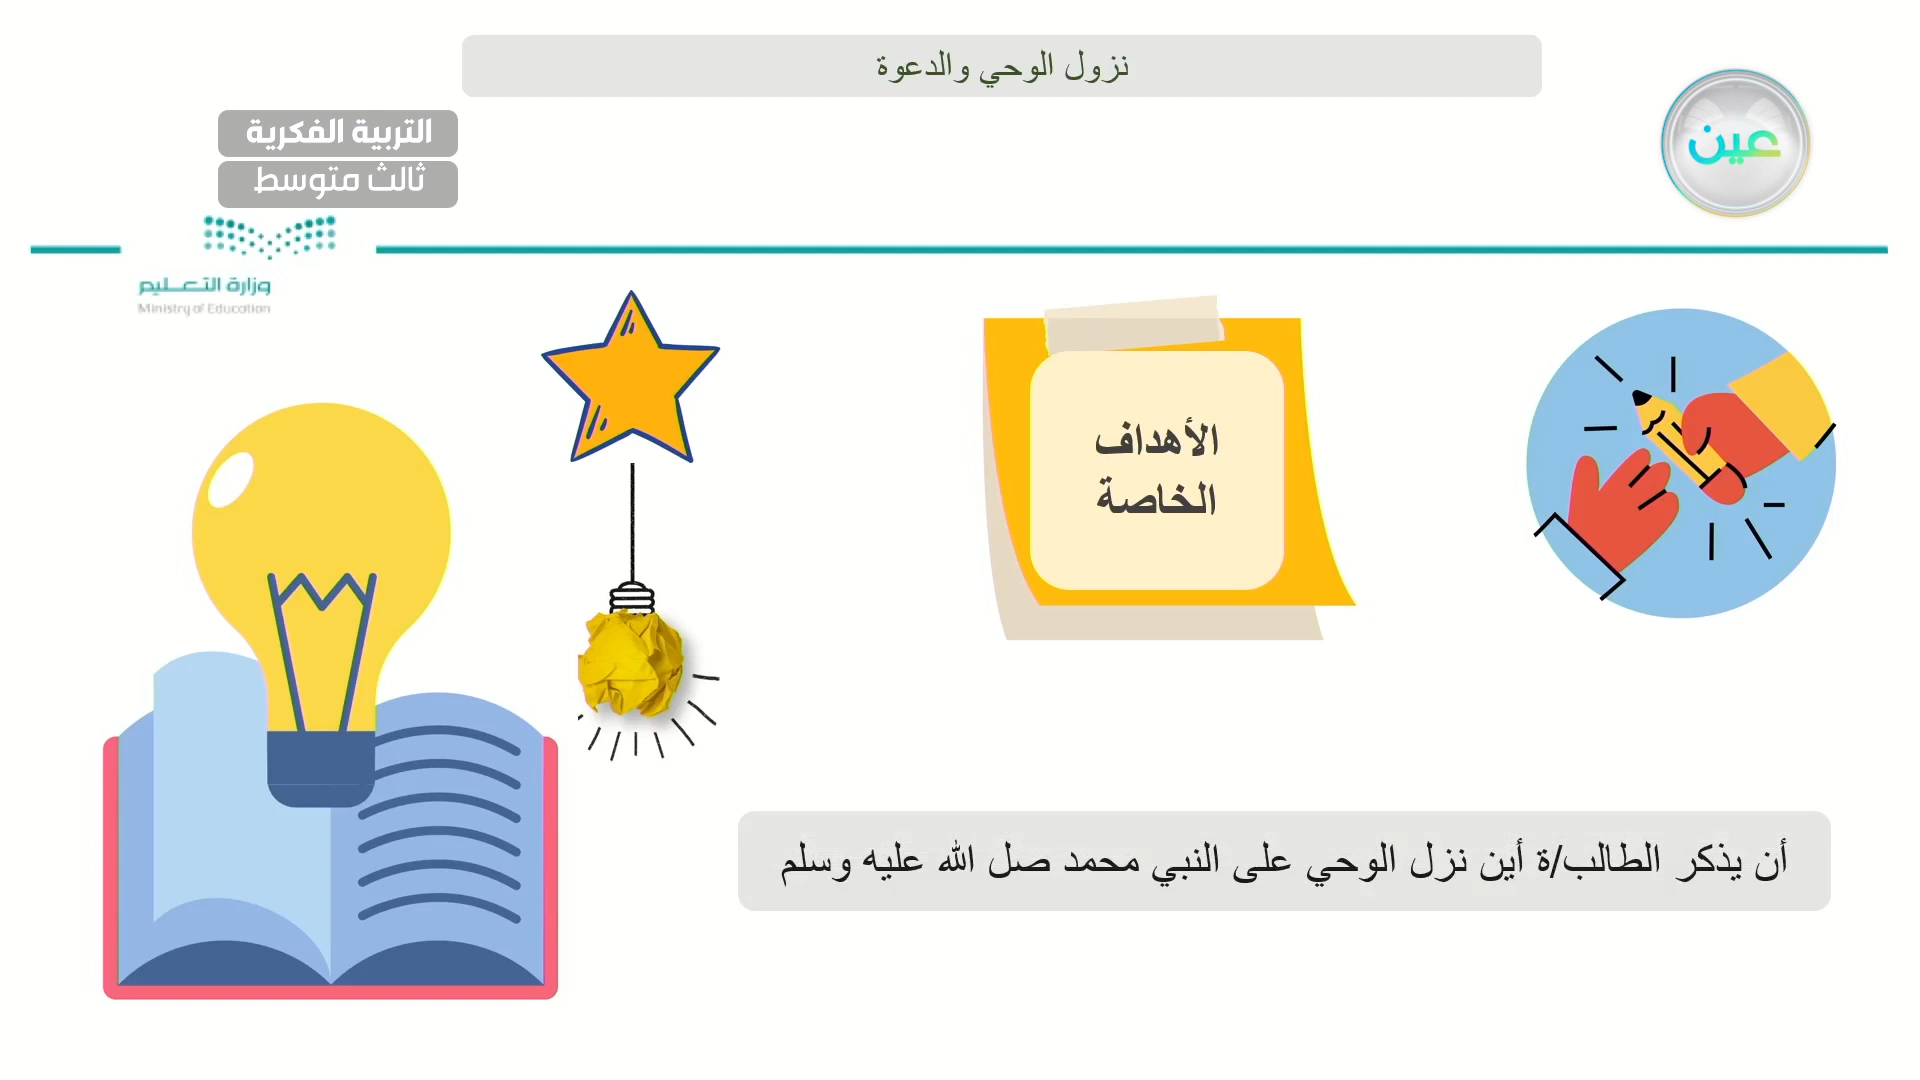 نزول الوحي والدعوة
عين
التربية الفكرية
ثالث متوسط
وزارة التعليم
Ministry of Education
الأهداف
الخاصة
أن يذكر الطالب/ة أين نزل الوحي على النبي محمد صل الله عليه وسلم